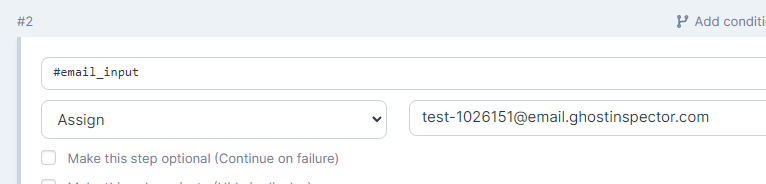 #2
Add conditi
#email_input
Assign
test-1026151@email.ghostinspector.com
Make this step optional (Continue on failure)